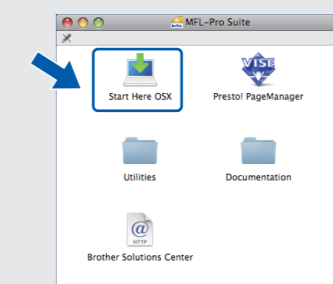 MFL-Pro Suite
Start Here OSX
VISE
Presto! PageManager
Utilities
Documentation
@
HTTP
Brother Solutions Center